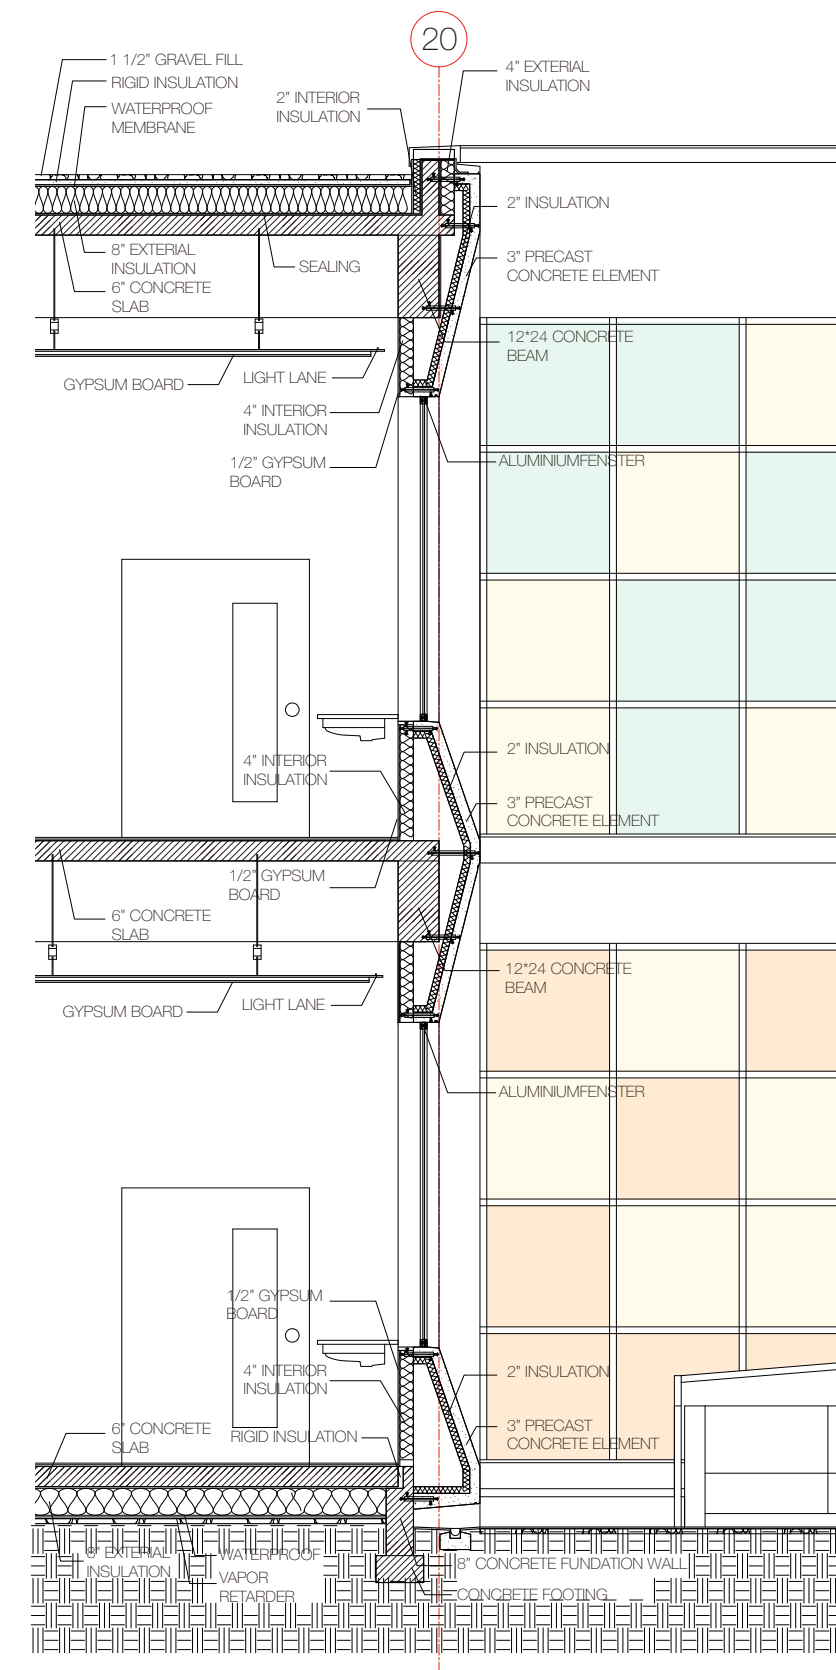 20
1 1/2" GRAVEL FILL
RIGID INSULATION
WATERPROOF
MEMBRANE
2" INTERIOR
INSULATION
4" EXTERIAL
INSULATION
2" INSULATION
3" PRECAST
CONCRETE ELEMENT
8" EXTERIAL
INSULATION
6" CONCRETE
SLAB
SEALING
12*24 CONCRETE
BEAM
GYPSUM BOARD
LIGHT LANE
4" INTERIOR
INSULATION
1/2" GYPSUM
BOARD
ALUMINIUMFENSTER
4" INTERIOR
INSULATION
2" INSULATION
3" PRECAST
CONCRETE ELEMENT
1/2" GYPSUM
BOARD
6" CONCRETE
SLAB
12*24 CONCRETE
BEAM
GYPSUM BOARD
LIGHT LANE
ALUMINIUMFENSTER
1/2" GYPSUM
BOARD
4" INTERIOR
INSULATION
2" INSULATION
6" CONCRETE
SLAB
RIGID INSULATION
3" PRECAST
CONCRETE ELEMENT
8" EXTERIAL
INSULATION
WATERPROOF
VAPOR
RETARDER
8" CONCRETE FUNDATION WALL
CONCRETE FOOTING